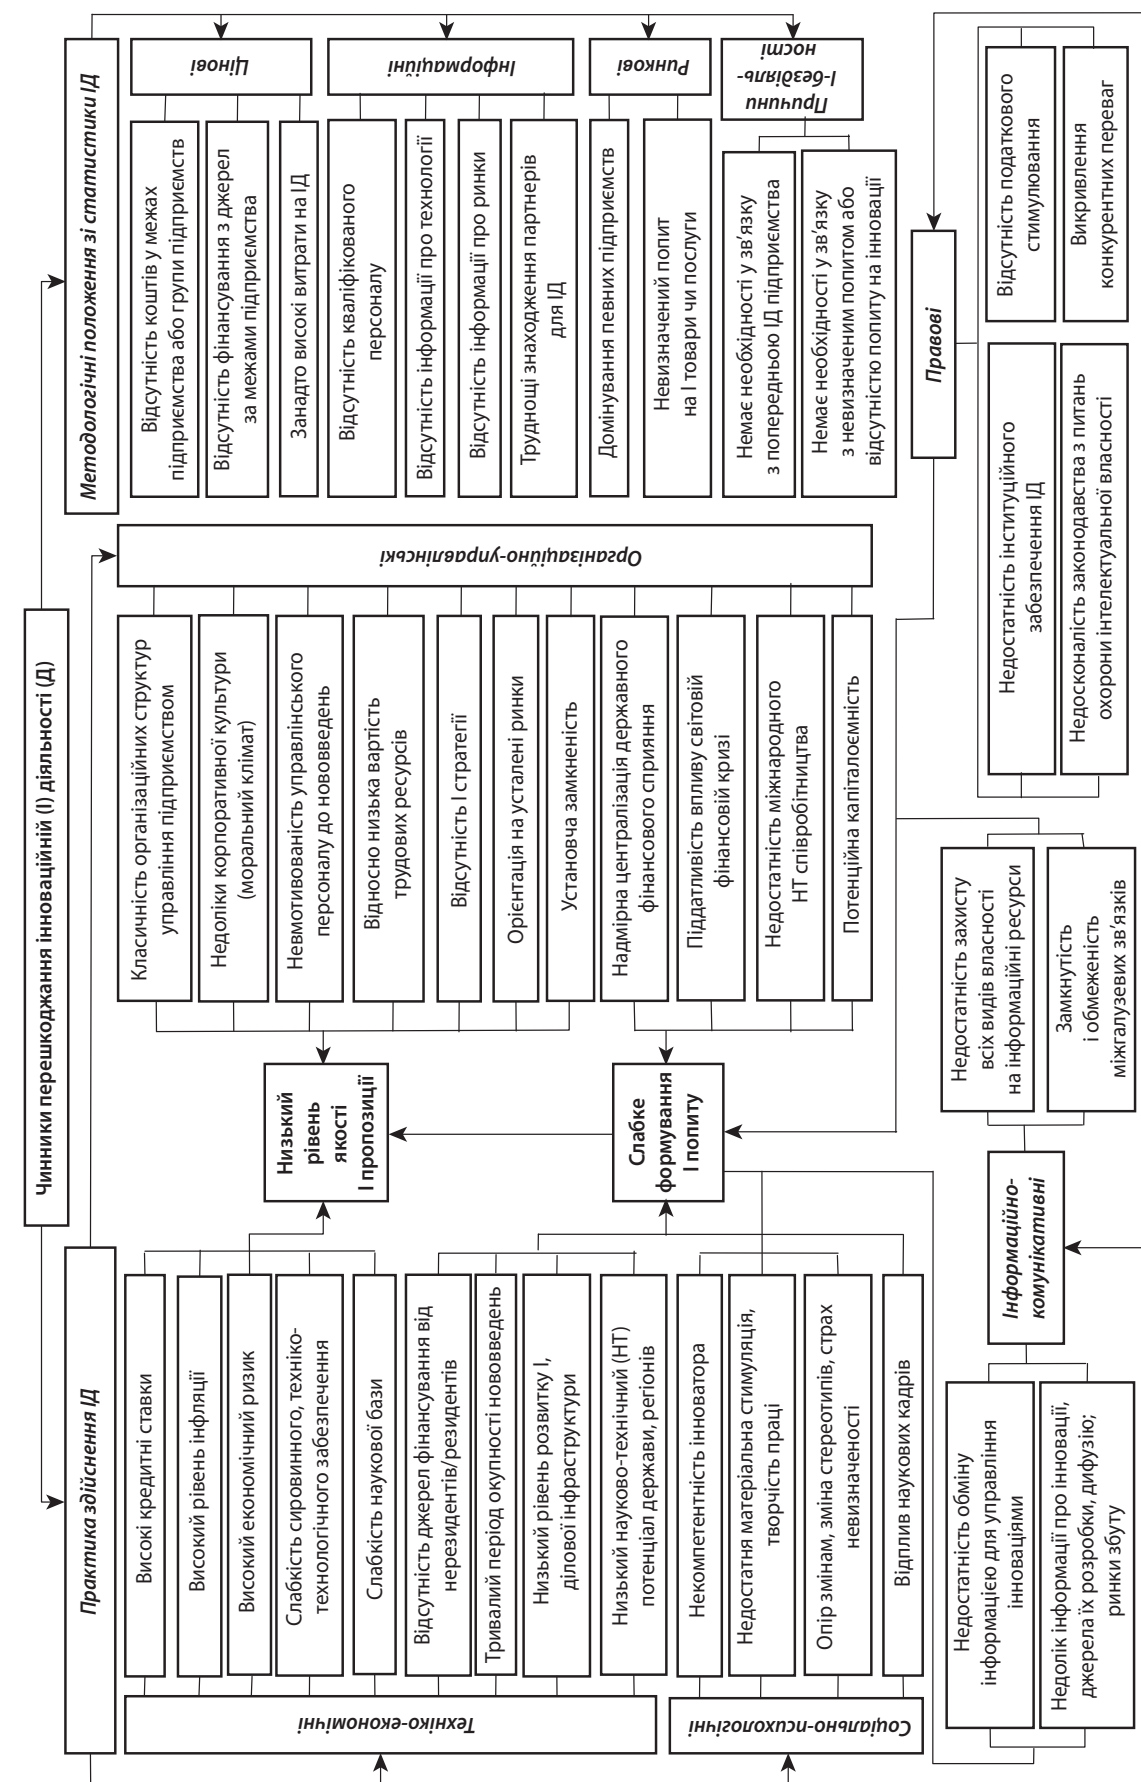 Чинники перешкоджання інноваційній (І) діяльності (Д)
Практика здійснення ІД
Методологічні положення зі статистики ІД
Техніко-економічні
Високі кредитні ставки
Високий рівень інфляції
Високий економічний ризик
Слабкість сировинного, техніко-
технологічного забезпечення
Слабкість наукової бази
Відсутність джерел фінансування від
нерезидентів/резидентів
Тривалий період окупності нововведень
Низький рівень розвитку І,
ділової інфраструктури
Низький науково-технічний (НТ)
потенціал держави, регіонів
Соціально-психологічні
Некомпетентність інноватора
Недостатня матеріальна стимуляція,
творчість праці
Опір змінам, зміна стереотипів, страх
невизначеності
Відплив наукових кадрів
Низький
рівень
якості
І пропозиції
Слабке
формування
І попиту
Організаційно-управлінські
Класичність організаційних структур
управління підприємством
Недоліки корпоративної культури
(моральний клімат)
Невмотивованість управлінського
персоналу до нововведень
Відносно низька вартість
трудових ресурсів
Відсутність І стратегії
Орієнтація на усталені ринки
Установча замкненість
Надмірна централізація державного
фінансового сприяння
Піддатливість впливу світовій
фінансовій кризі
Недостатність міжнародного
НТ співробітництва
Потенційна капіталоємність
Цінові
Відсутність коштів у межах
підприємства або групи підприємств
Відсутність фінансування з джерел
за межами підприємства
Занадто високі витрати на ІД
Інформаційні
Відсутність кваліфікованого
персоналу
Відсутність інформації про технології
Відсутність інформації про ринки
Труднощі знаходження партнерів
для ІД
Ринкові
Домінування певних підприємств
Невизначений попит
на І товари чи послуги
Причини
І-бездіяль-
ності
Немає необхідності у зв’язку
з попередньою ІД підприємства
Немає необхідності у зв’язку
з невизначеним попитом або
відсутністю попиту на інновації
Інформаційно-
комунікативні
Недостатність обміну
інформацією для управління
інноваціями
Недолік інформації про інновації,
джерела їх розробки, дифузію;
ринки збуту
Недостатність захисту
всіх видів власності
на інформаційні ресурси
Замкнутість
і обмеженість
міжгалузевих зв’язків
Правові
Недостатність інституційного
забезпечення ІД
Недосконалість законодавства з питань
охорони інтелектуальної власності
Відсутність податкового
стимулювання
Викривлення
конкурентних переваг